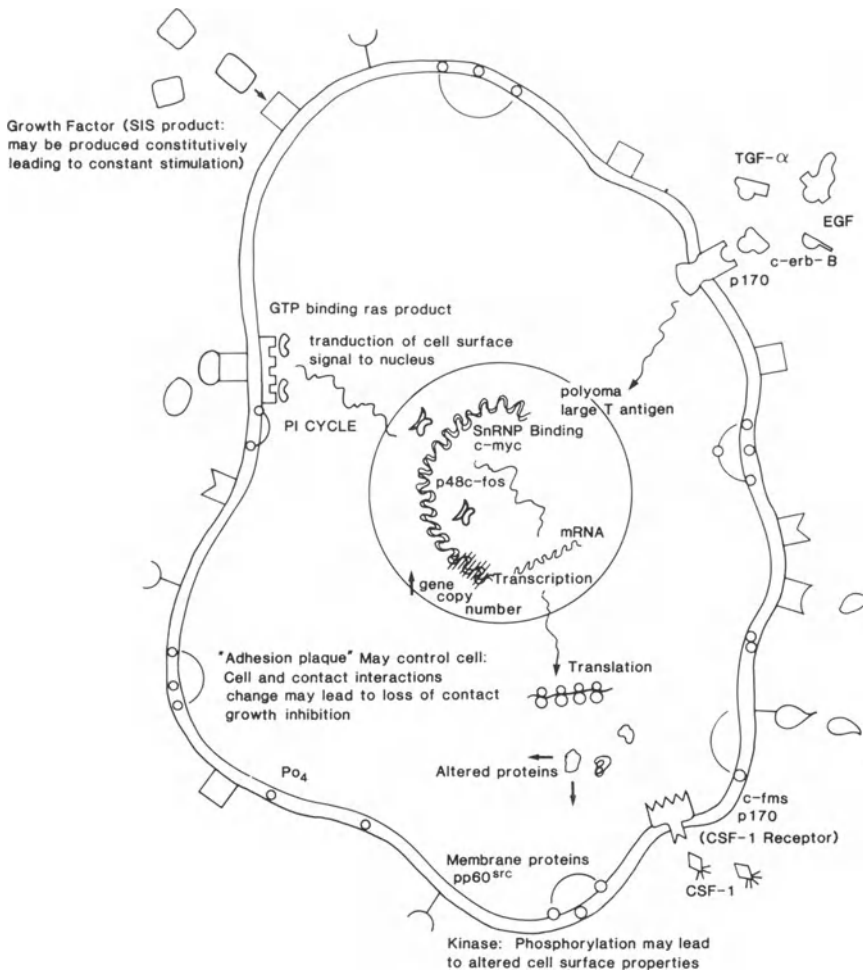 Growth Factor (SIS product:
may be produced constitutively
leading to constant stimulation)
TGF-α
EGF
c-erb-B
p170
GTP binding ras product
tranduction of cell surface
signal to nucleus
PI CYCLE
polyoma
large T antigen
SnRNP Binding
c-myc
p48c-fos
mRNA
Transcription
gene
copy
number
"Adhesion plaque" May control cell:
Cell and contact interactions
change may lead to loss of contact
growth inhibition
Translation
Altered proteins
Po4
c-fms
p170
(CSF-1 Receptor)
CSF-1
Membrane proteins
pp60src
Kinase: Phosphorylation may lead
to altered cell surface properties